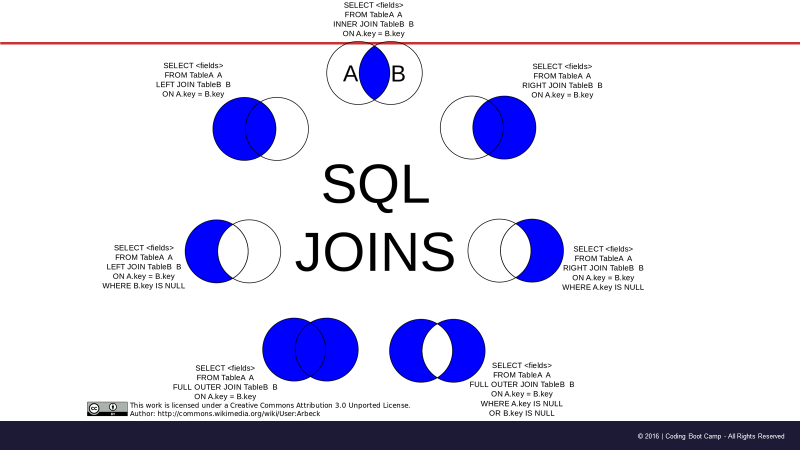 SELECT <fields>
FROM TableA A
INNER JOIN TableB B
ON A.key = B.key
A B
SELECT <fields>
FROM TableA A
LEFT JOIN TableB B
ON A.key = B.key
SELECT <fields>
FROM TableA A
RIGHT JOIN TableB B
ON A.key = B.key
SQL
JOINS
SELECT <fields>
FROM TableA A
LEFT JOIN TableB B
ON A.key = B.key
WHERE B.key IS NULL
SELECT <fields>
FROM TableA A
RIGHT JOIN TableB B
ON A.key = B.key
WHERE A.key IS NULL
SELECT <fields>
FROM TableA A
FULL OUTER JOIN TableB B
ON A.key = B.key
SELECT <fields>
FROM TableA A
FULL OUTER JOIN TableB B
ON A.key = B.key
WHERE A.key IS NULL
OR B.key IS NULL
cc
BY
This work is licensed under a Creative Commons Attribution 3.0 Unported License.
Author: http://commons.wikimedia.org/wiki/User:Arbeck
© 2016 | Coding Boot Camp - All Rights Reserved